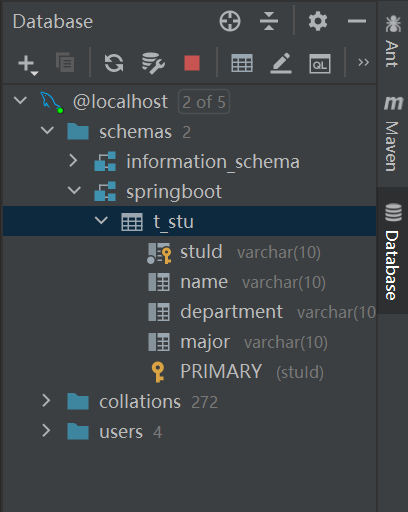 Database
QL
@localhost 2 of 5
schemas 2
information_schema
springboot
t_stu
stuId varchar(10)
name varchar(10)
department varchar(10)
major varchar(10)
PRIMARY (stuId)
collations 272
users 4
Ant
m Maven
Database